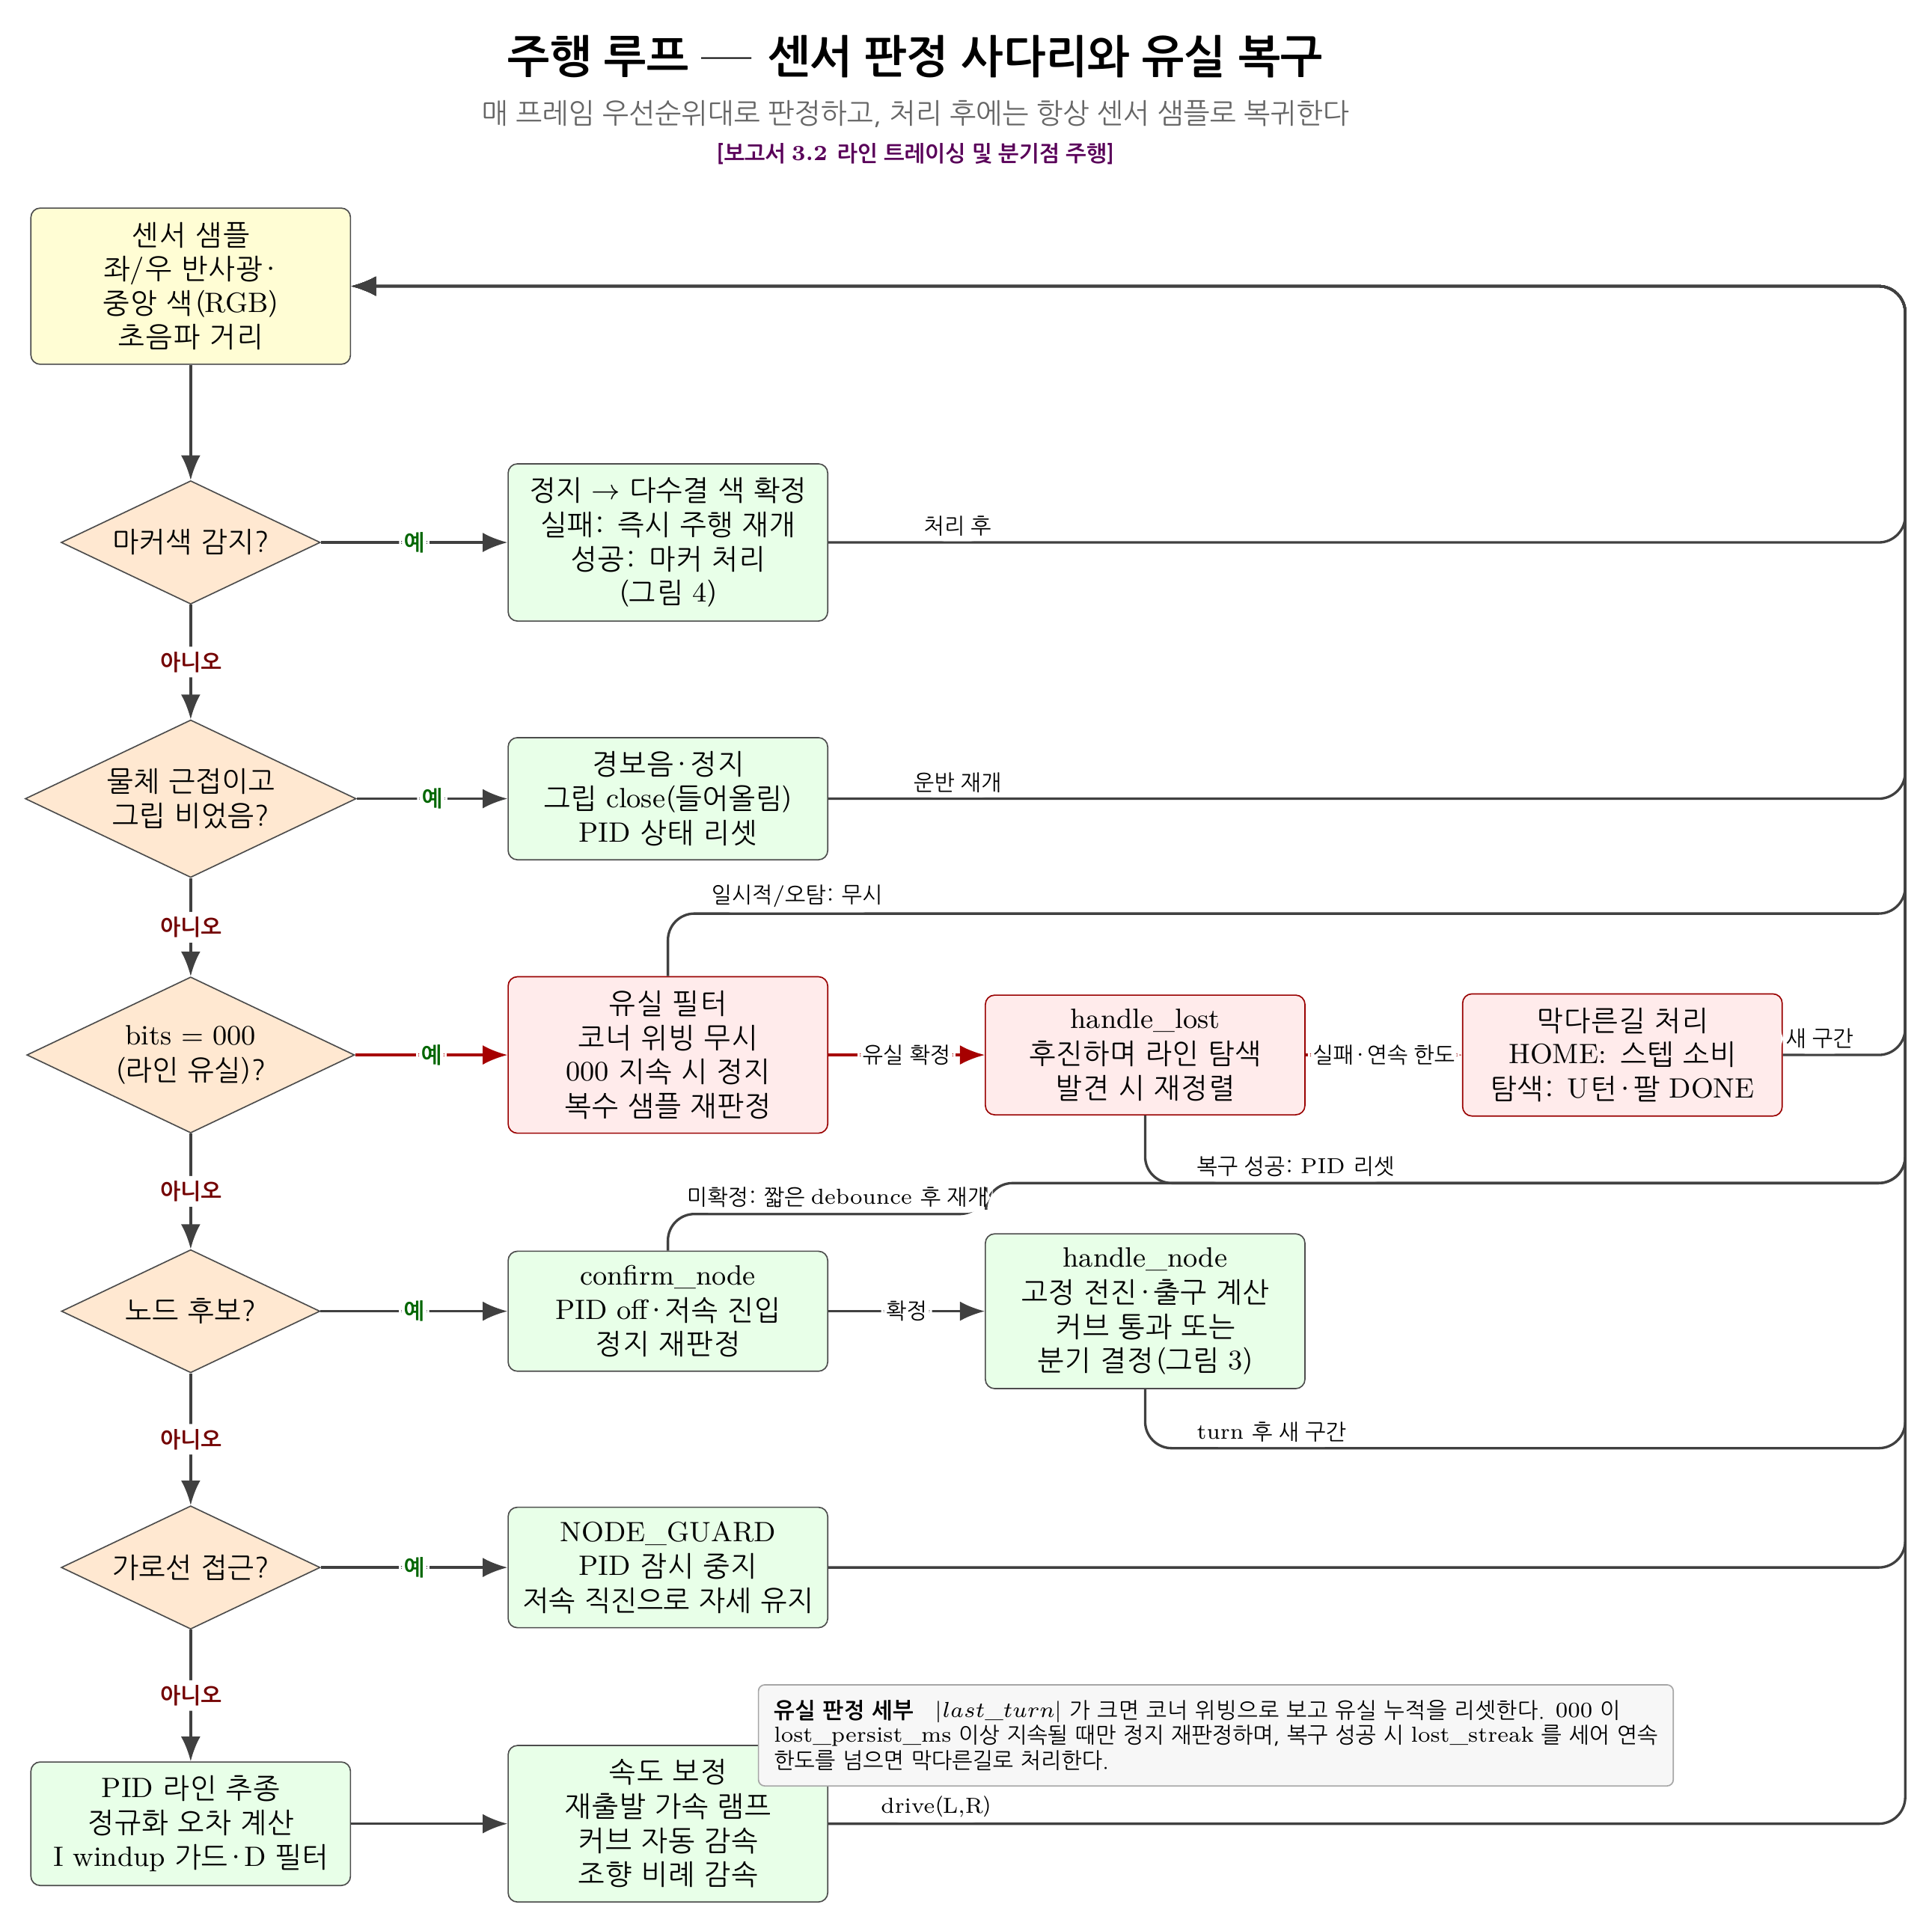 주행 루프 — 센서 판정 사다리와 유실 복구
매 프레임 우선순위대로 판정하고, 처리 후에는 항상 센서 샘플로 복귀한다
[보고서 3.2 라인 트레이싱 및 분기점 주행]
센서 샘플
좌/우 반사광·
중앙 색(RGB)
초음파 거리
마커색 감지?
예
정지 → 다수결 색 확정
실패: 즉시 주행 재개
성공: 마커 처리
(그림 4)
처리 후
아니오
물체 근접이고
그립 비었음?
예
경보음·정지
그립 close(들어올림)
PID 상태 리셋
운반 재개
아니오
일시적/오탐: 무시
bits = 000
(라인 유실)?
예
유실 필터
코너 위빙 무시
000 지속 시 정지
복수 샘플 재판정
유실 확정
handle_lost
후진하며 라인 탐색
발견 시 재정렬
실패·연속 한도
막다른길 처리
HOME: 스텝 소비
탐색: U턴·팔 DONE
새 구간
복구 성공: PID 리셋
아니오
미확정: 짧은 debounce 후 재개
노드 후보?
예
confirm_node
PID off·저속 진입
정지 재판정
확정
handle_node
고정 전진·출구 계산
커브 통과 또는
분기 결정(그림 3)
turn 후 새 구간
아니오
가로선 접근?
예
NODE_GUARD
PID 잠시 중지
저속 직진으로 자세 유지
아니오
유실 판정 세부 |last_turn| 가 크면 코너 위빙으로 보고 유실 누적을 리셋한다. 000 이
lost_persist_ms 이상 지속될 때만 정지 재판정하며, 복구 성공 시 lost_streak 를 세어 연속
한도를 넘으면 막다른길로 처리한다.
PID 라인 추종
정규화 오차 계산
I windup 가드·D 필터
속도 보정
재출발 가속 램프
커브 자동 감속
조향 비례 감속
drive(L,R)